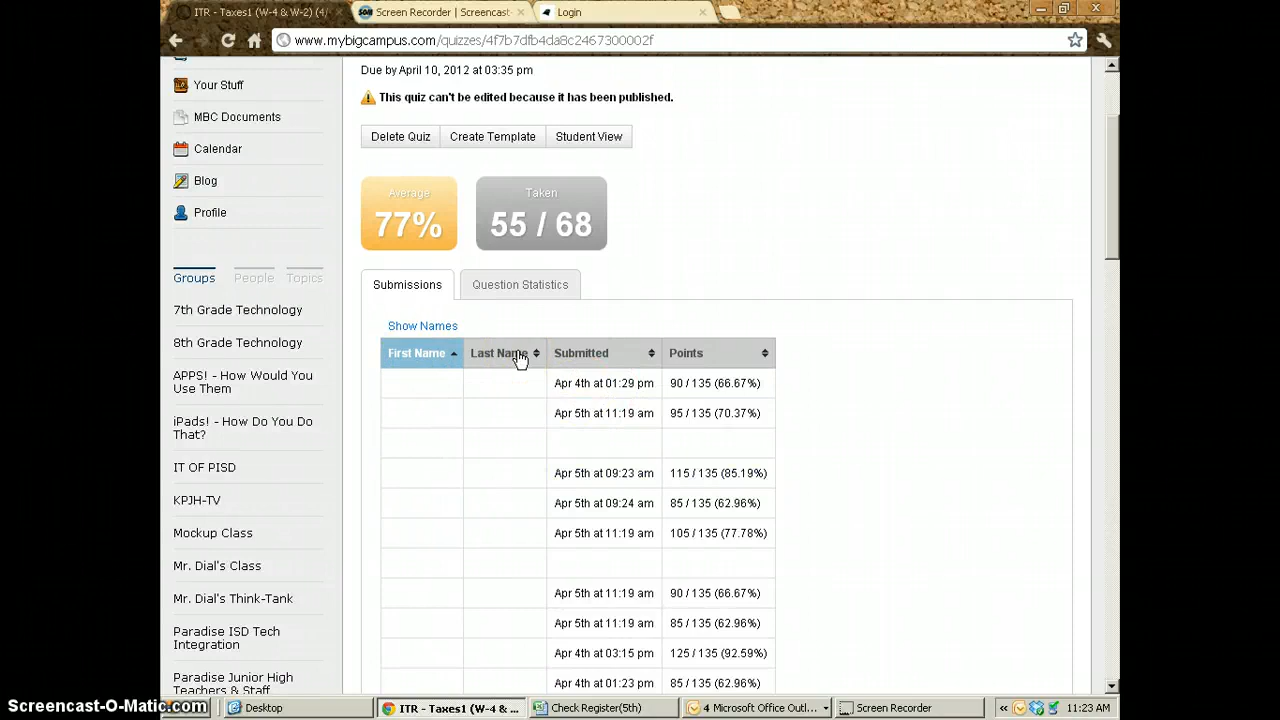 ITR - Taxes1 (W-4 & W-2) (4/
Screen Recorder | Screencast-
Login
www.mybigcampus.com/quizzes/4f7b7dfb4da8c2467300002f
Due by April 10, 2012 at 03:35 pm
This quiz can't be edited because it has been published.
Delete Quiz Create Template Student View
Average
77%
Taken
55 / 68
Submissions Question Statistics
Show Names
First Name Last Name Submitted Points
Apr 4th at 01:29 pm 90 / 135 (66.67%)
Apr 5th at 11:19 am 95 / 135 (70.37%)
Apr 5th at 09:23 am 115 / 135 (85.19%)
Apr 5th at 09:24 am 85 / 135 (62.96%)
Apr 5th at 11:19 am 105 / 135 (77.78%)
Apr 5th at 11:19 am 90 / 135 (66.67%)
Apr 5th at 11:19 am 85 / 135 (62.96%)
Apr 4th at 03:15 pm 125 / 135 (92.59%)
Apr 4th at 01:23 pm 85 / 135 (62.96%)
Your Stuff
MBC Documents
Calendar
Blog
Profile
Groups People Topics
7th Grade Technology
8th Grade Technology
APPS! - How Would You
Use Them
iPads! - How Do You Do
That?
IT OF PISD
KPJH-TV
Mockup Class
Mr. Dial's Class
Mr. Dial's Think-Tank
Paradise ISD Tech
Integration
Paradise Junior High
Teachers & Staff
Screencast-O-Matic.com
Desktop
ITR - Taxes1 (W-4 & ...
Check Register(5th)
4 Microsoft Office Outl...
Screen Recorder
« 11:23 AM